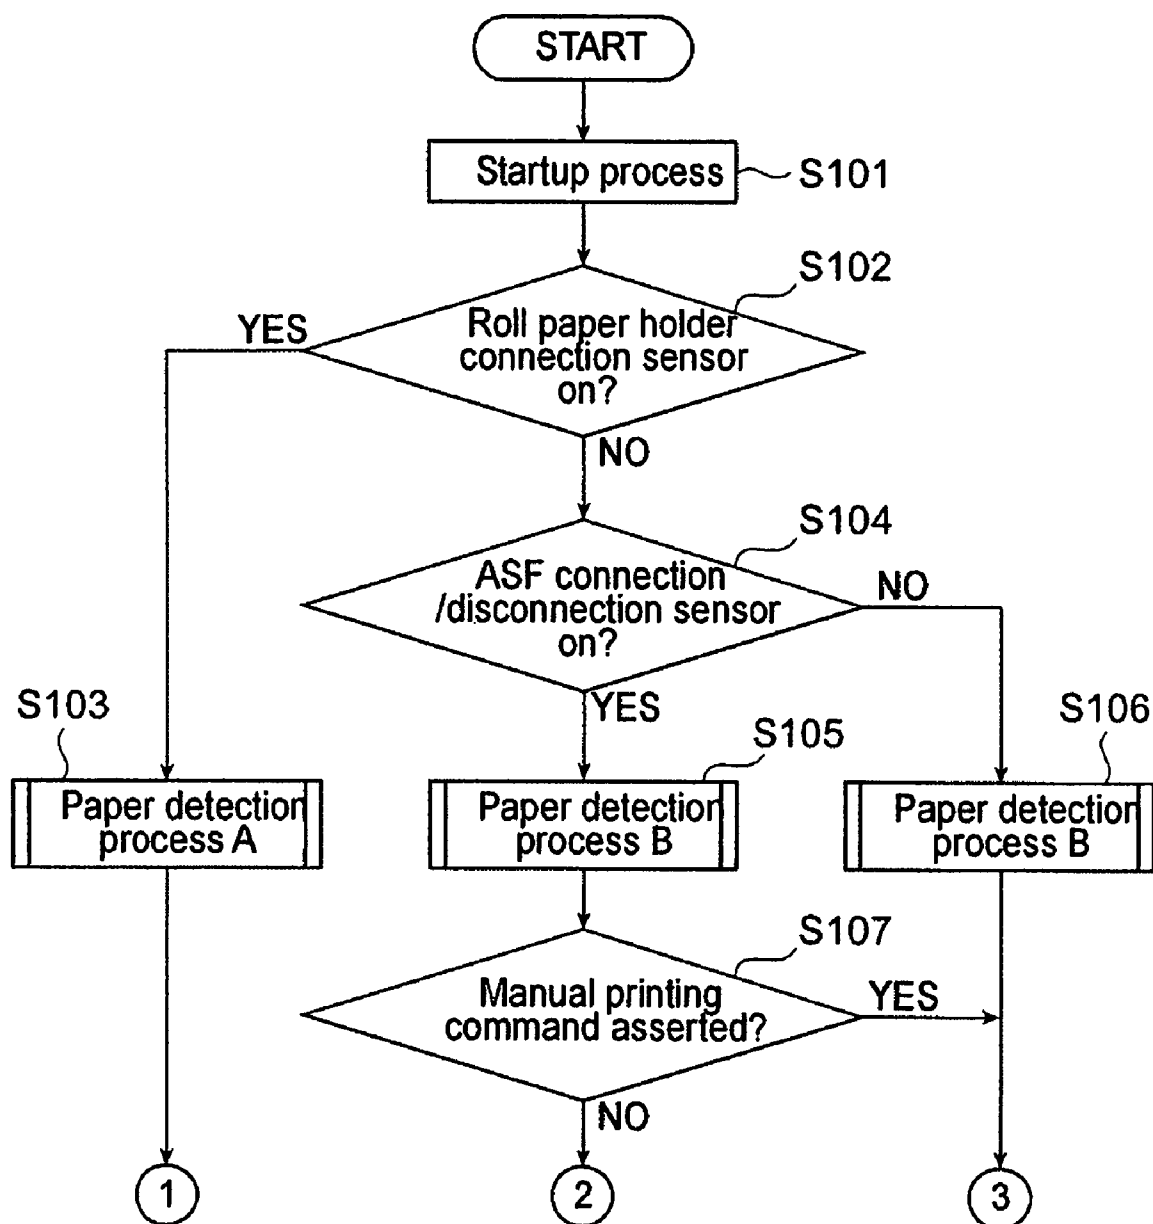 START
Startup process
S101
S102
YES
Roll paper holder
connection sensor
on?
NO
S104
ASF connection
/disconnection sensor
on?
NO
YES
S103
S105
S106
Paper detection
process A
Paper detection
process B
Paper detection
process B
S107
Manual printing
command asserted?
YES
NO
1
2
3